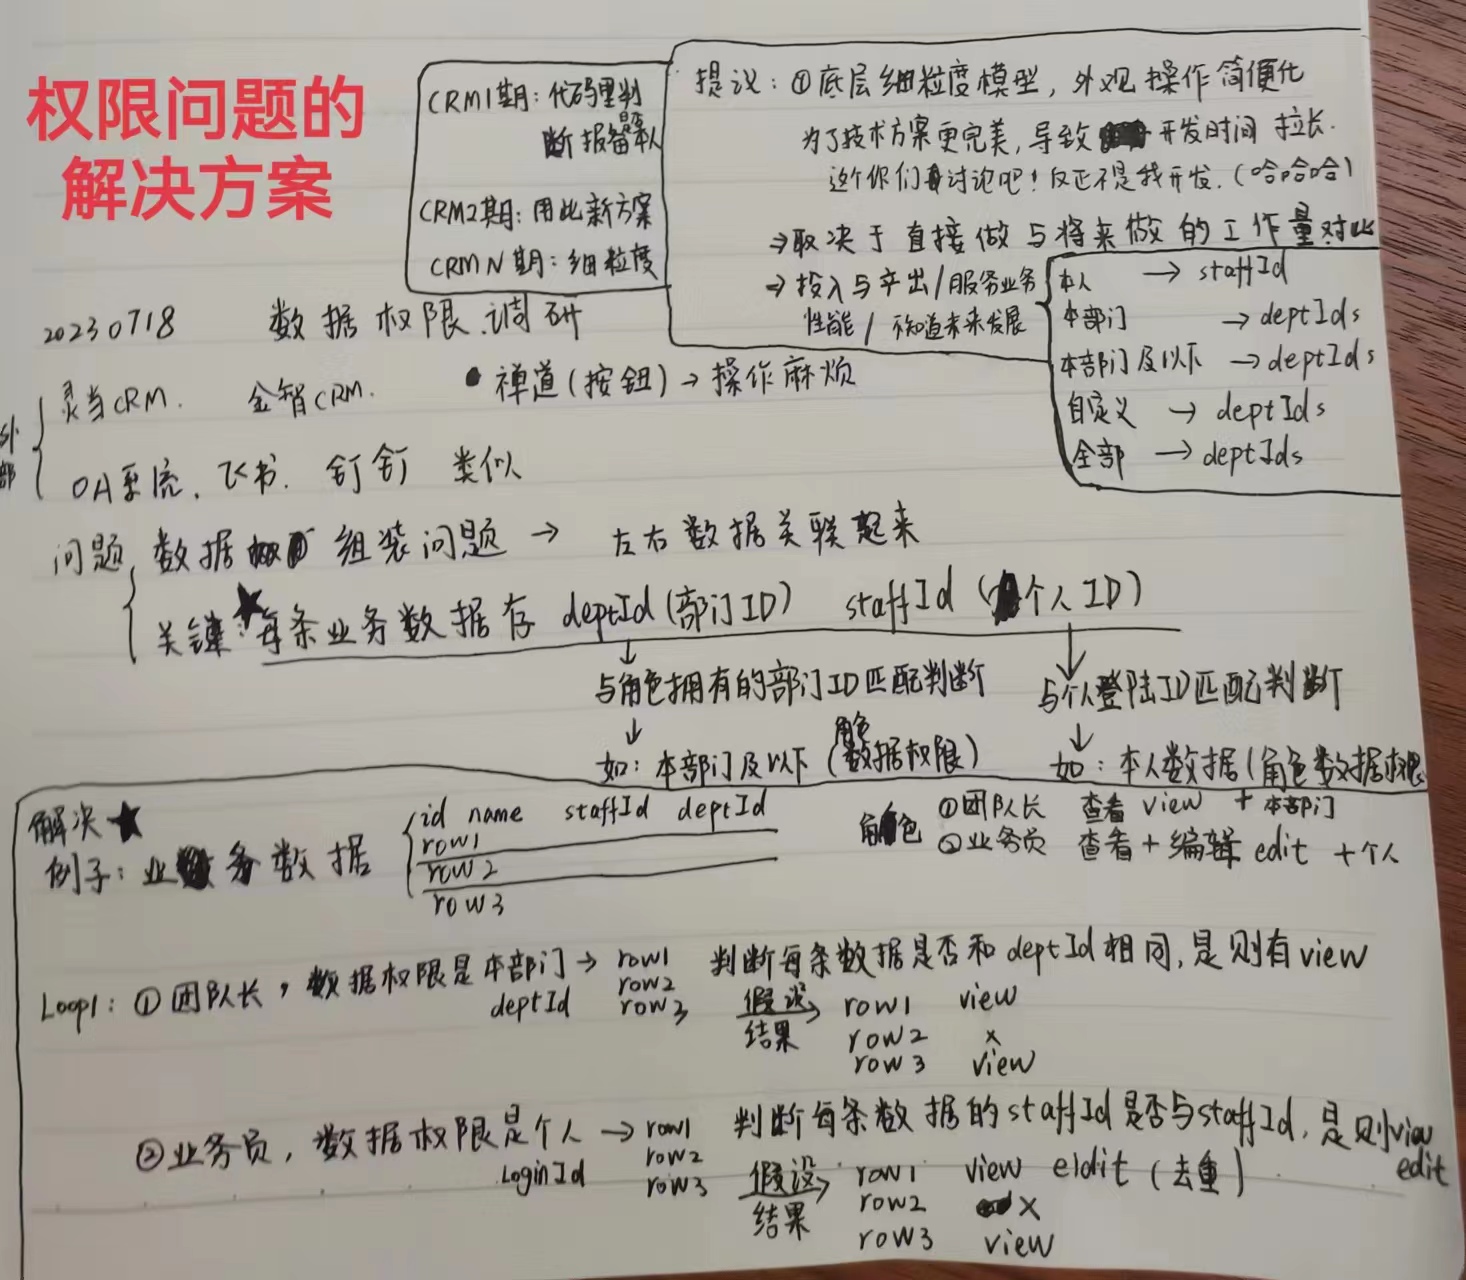 权限问题的
解决方案
CRM1期：代码里判
断报备是否本人
CRM2期：用此新方案
CRM N期：细粒度
提议：①底层细粒度模型，外观操作简便化
为了技术方案更完美，导致开发时间拉长.
这个你们再讨论吧！反正不是我开发.（哈哈哈）
→取决于直接做与将来做的工作量对比
→投入与产出/服务业务
性能/不知道未来发展
本人 → staffId
本部门 → deptIds
本部门及以下 → deptIds
自定义 → deptIds
全部 → deptIds
20230718 数据权限调研
外部
灵当CRM. 金智CRM. •禅道(按钮)→操作麻烦
OA系统、飞书. 钉钉 类似
问题 数据组装问题 → 左右数据关联起来
关键：★每条业务数据存 deptId(部门ID) staffId (个人ID)
↓与角色拥有的部门ID匹配判断
↓与个人登陆ID匹配判断
↓如：本部门及以下（角色数据权限）
↓如：本人数据(角色数据权限
解决★
例子：业务数据
id name staffId deptId
row1
row2
row3
角色 ①团队长 查看 view + 本部门
②业务员 查看+编辑 edit +个人
Loop1：①团队长，数据权限是本部门→ row1 判断每条数据是否和deptId相同，是则有view
deptId row2
row3 假设结果→ row1 view
row2 ×
row3 view
②业务员，数据权限是个人→row1 判断每条数据的staffId是否与staffId，是则view
LoginId row2 edit
row3 假设结果→ row1 view eldit (去重)
row2 ×
row3 view